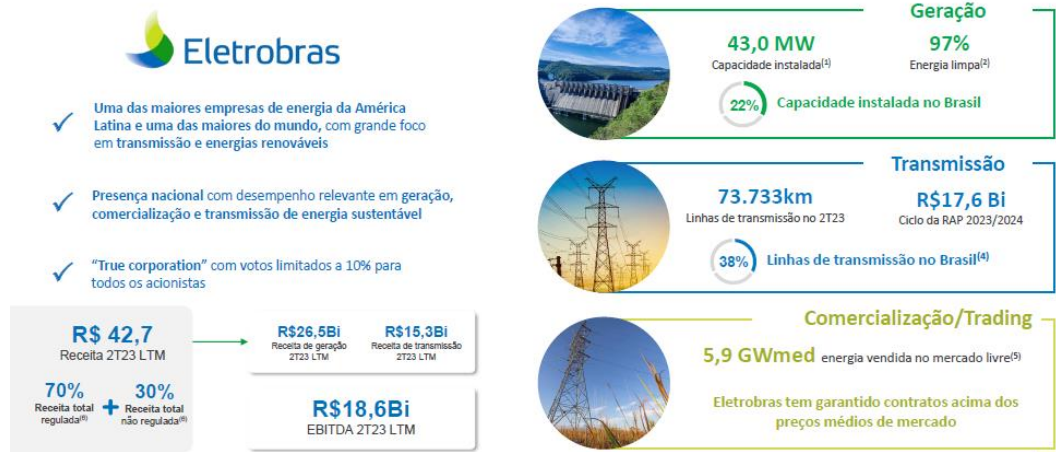 Eletrobras
Uma das maiores empresas de energia da América
Latina e uma das maiores do mundo, com grande foco
em transmissão e energias renováveis
Presença nacional com desempenho relevante em geração,
comercialização e transmissão de energia sustentável
“True corporation” com votos limitados a 10% para
todos os acionistas
R$ 42,7
Receita 2T23 LTM
70%
Receita total
regulada(6)
+
30%
Receita total
não regulada(6)
R$26,5Bi
Receita de geração
2T23 LTM
R$15,3Bi
Receita de transmissão
2T23 LTM
R$18,6Bi
EBITDA 2T23 LTM
Geração
43,0 MW
Capacidade instalada(1)
97%
Energia limpa(2)
22% Capacidade instalada no Brasil
Transmissão
73.733km
Linhas de transmissão no 2T23
R$17,6 Bi
Ciclo da RAP 2023/2024
38% Linhas de transmissão no Brasil(4)
Comercialização/Trading
5,9 GWmed energia vendida no mercado livre(5)
Eletrobras tem garantido contratos acima dos
preços médios de mercado